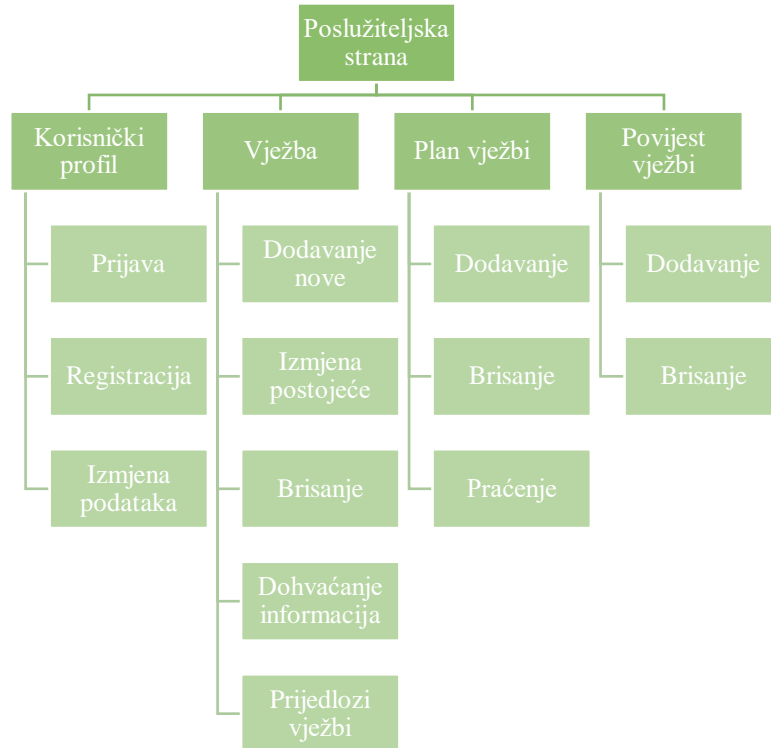 Poslužiteljska
strana
Korisnički
profil
Vježba
Plan vježbi
Povijest
vježbi
Prijava
Registracija
Izmjena
podataka
Dodavanje
nove
Izmjena
postojeće
Brisanje
Dohvaćanje
informacija
Prijedlozi
vježbi
Dodavanje
Brisanje
Praćenje
Dodavanje
Brisanje